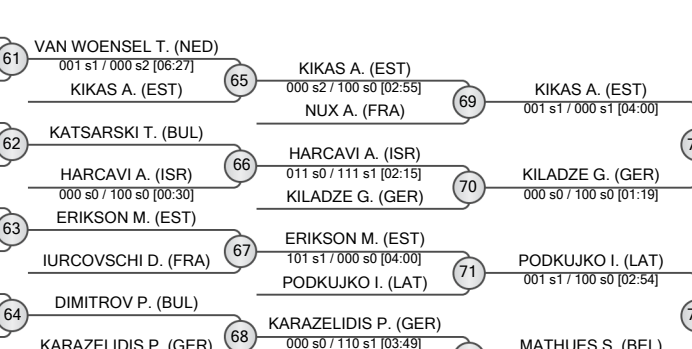 61
VAN WOENSEL T. (NED)
001 s1 / 000 s2 [06:27]
KIKAS A. (EST)
62
KATSARSKI T. (BUL)
HARCAVI A. (ISR)
000 s0 / 100 s0 [00:30]
63
ERIKSON M. (EST)
IURCOVSCHI D. (FRA)
64
DIMITROV P. (BUL)
KARAZELIDIS P. (GER)
65
KIKAS A. (EST)
000 s2 / 100 s0 [02:55]
NUX A. (FRA)
66
HARCAVI A. (ISR)
011 s0 / 111 s1 [02:15]
KILADZE G. (GER)
67
ERIKSON M. (EST)
101 s1 / 000 s0 [04:00]
PODKUJKO I. (LAT)
68
KARAZELIDIS P. (GER)
000 s0 / 110 s1 [03:49]
69
KIKAS A. (EST)
001 s1 / 000 s1 [04:00]
70
KILADZE G. (GER)
000 s0 / 100 s0 [01:19]
71
PODKUJKO I. (LAT)
001 s1 / 100 s0 [02:54]
MATHUES S. (BEL)